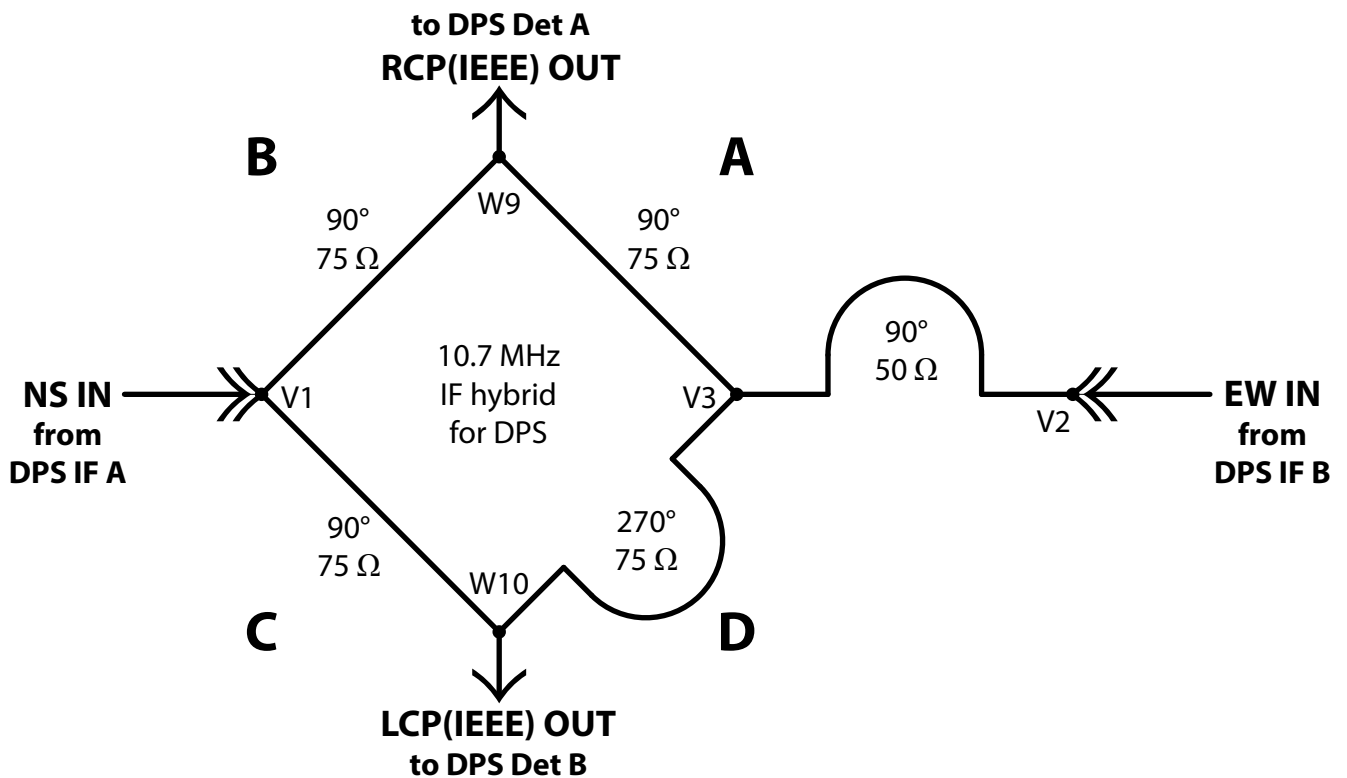 to DPS Det A
RCP(IEEE) OUT
B
A
W9
90°
75 Ω
90°
75 Ω
90°
50 Ω
10.7 MHz
IF hybrid
for DPS
NS IN
from
DPS IF A
V1
V3
V2
EW IN
from
DPS IF B
90°
75 Ω
270°
75 Ω
W10
C
D
LCP(IEEE) OUT
to DPS Det B